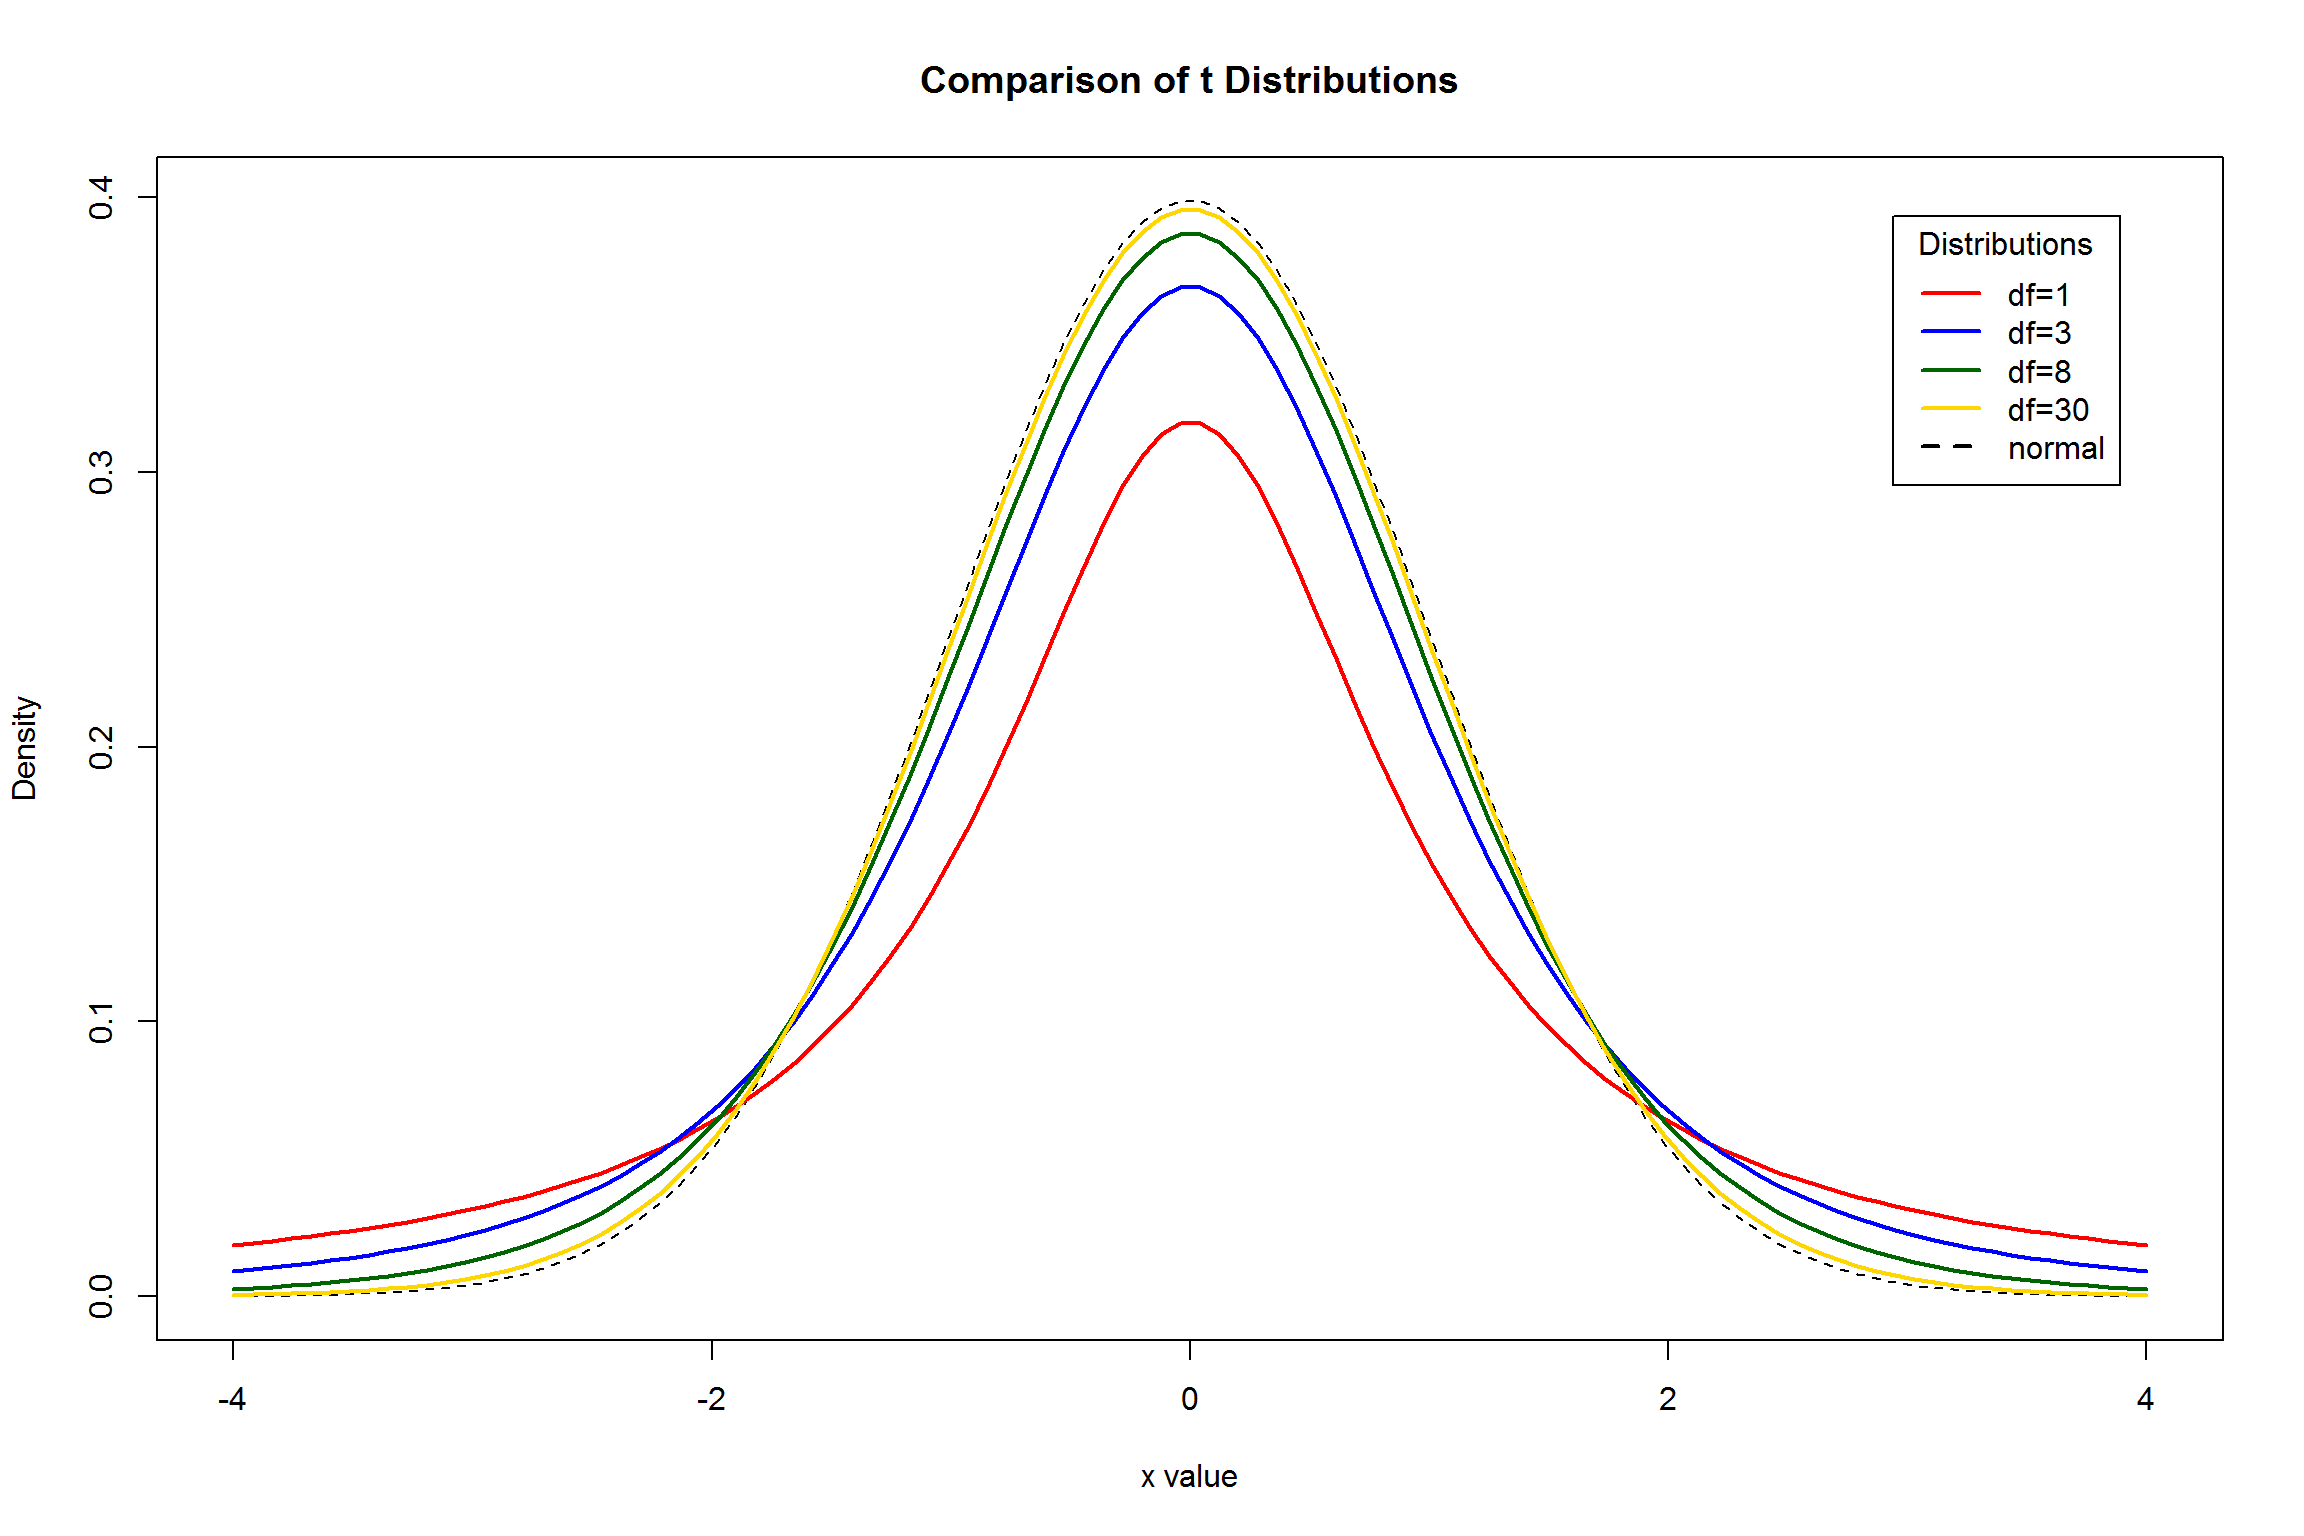 Comparison of t Distributions
Density
0.4
0.3
0.2
0.1
0.0
Distributions
df=1
df=3
df=8
df=30
normal
-4 -2 0 2 4
x value